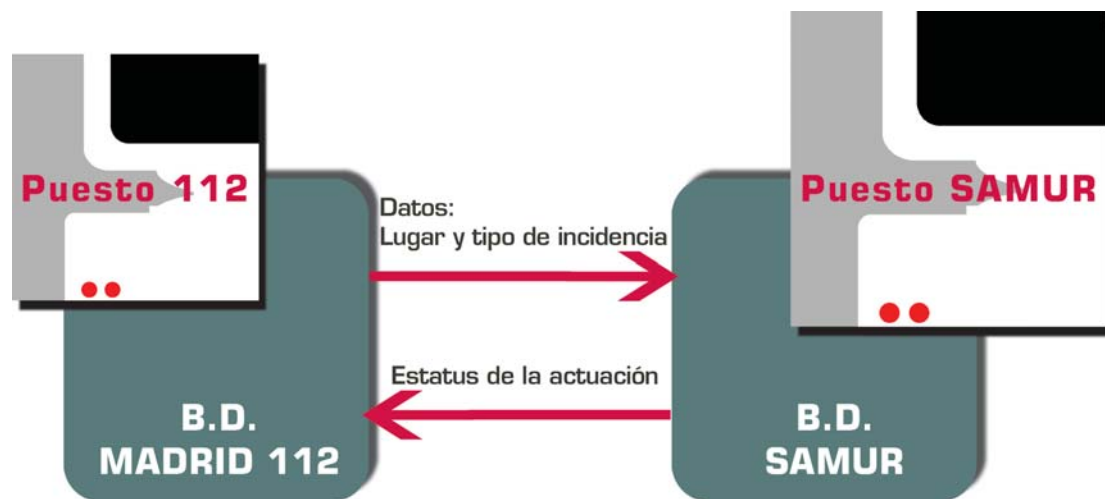 Puesto 112
Puesto SAMUR
Datos:
Lugar y tipo de incidencia
Estatus de la actuación
B.D.
MADRID 112
B.D.
SAMUR